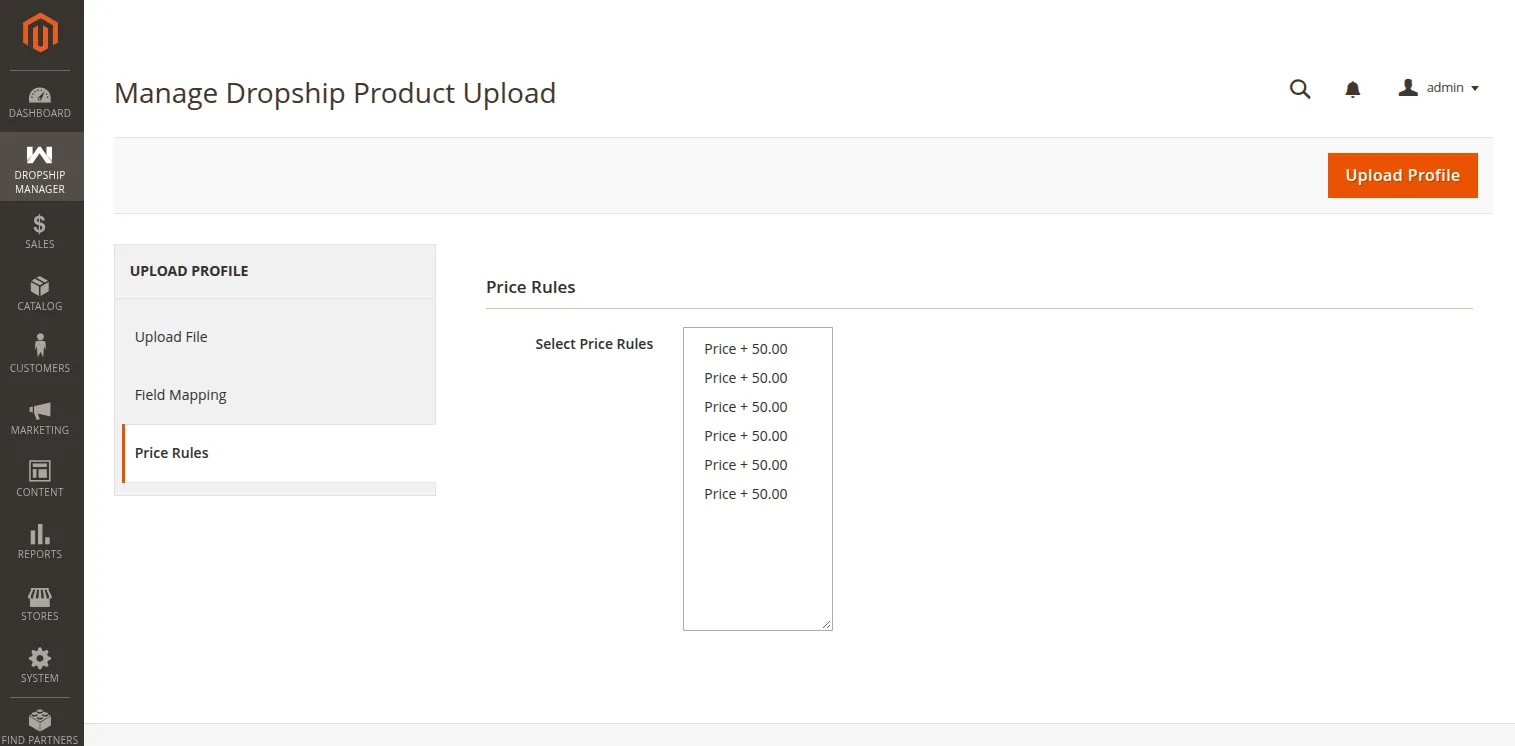 Manage Dropship Product Upload
admin
Upload Profile
DASHBOARD
DROPSHIP
MANAGER
SALES
CATALOG
CUSTOMERS
MARKETING
CONTENT
REPORTS
STORES
SYSTEM
FIND PARTNERS
UPLOAD PROFILE
Upload File
Field Mapping
Price Rules
Price Rules
Select Price Rules
Price + 50.00
Price + 50.00
Price + 50.00
Price + 50.00
Price + 50.00
Price + 50.00